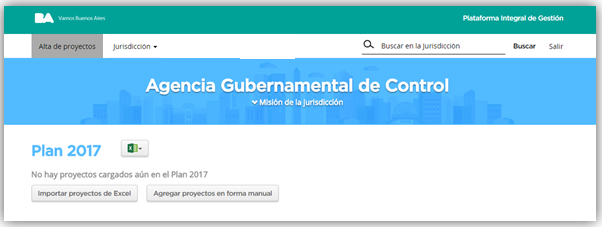 BA Vamos Buenos Aires Plataforma Integral de Gestión
Alta de proyectos Jurisdicción Buscar en la Jurisdicción Buscar Salir
Agencia Gubernamental de Control
Misión de la jurisdicción
Plan 2017
No hay proyectos cargados aún en el Plan 2017
Importar proyectos de Excel Agregar proyectos en forma manual